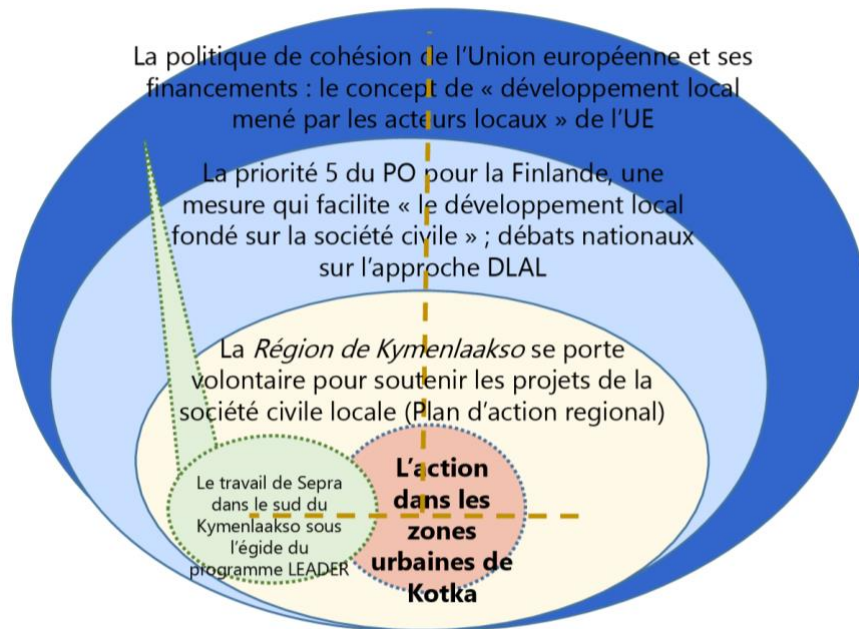 La politique de cohésion de l'Union européenne et ses
financements : le concept de « développement local
mené par les acteurs locaux » de l'UE
La priorité 5 du PO pour la Finlande, une
mesure qui facilite « le développement local
fondé sur la société civile » ; débats nationaux
sur l'approche DLAL
La Région de Kymenlaakso se porte
volontaire pour soutenir les projets de la
société civile locale (Plan d'action regional)
Le travail de Sepra
dans le sud du
Kymenlaakso sous
l'égide du
programme LEADER
L'action
dans les
zones
urbaines de
Kotka